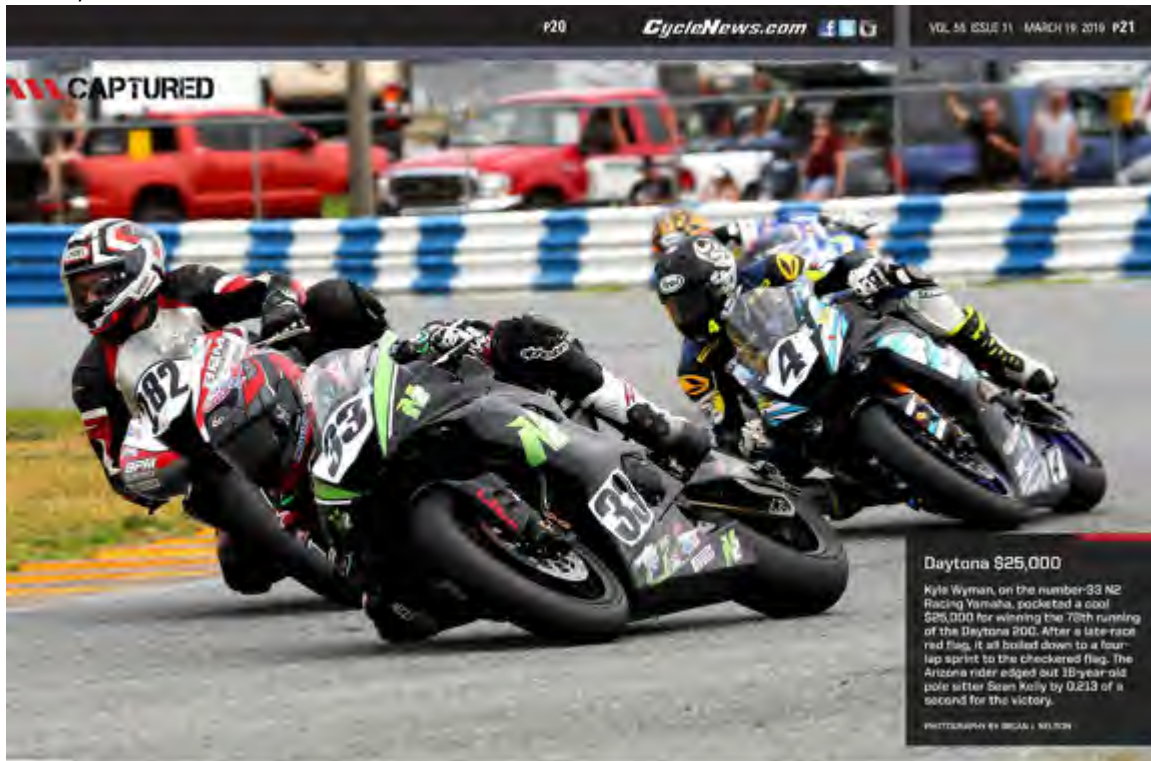 P20
CycleNews.com
VOL. 55 ISSUE 11 MARCH 19, 2019 P21
CAPTURED
182
33
BPM
33
4
Daytona $25,000
Kyle Wyman, on the number-33 N2
Racing Yamaha, pocketed a cool
$25,000 for winning the 78th running
of the Daytona 200. After a late-race
red flag, it all boiled down to a four-
lap sprint to the checkered flag. The
Arizona rider edged out 16-year-old
pole sitter Sean Kelly by 0.213 of a
second for the victory.
PHOTOGRAPHY BY BRIAN J. NELSON